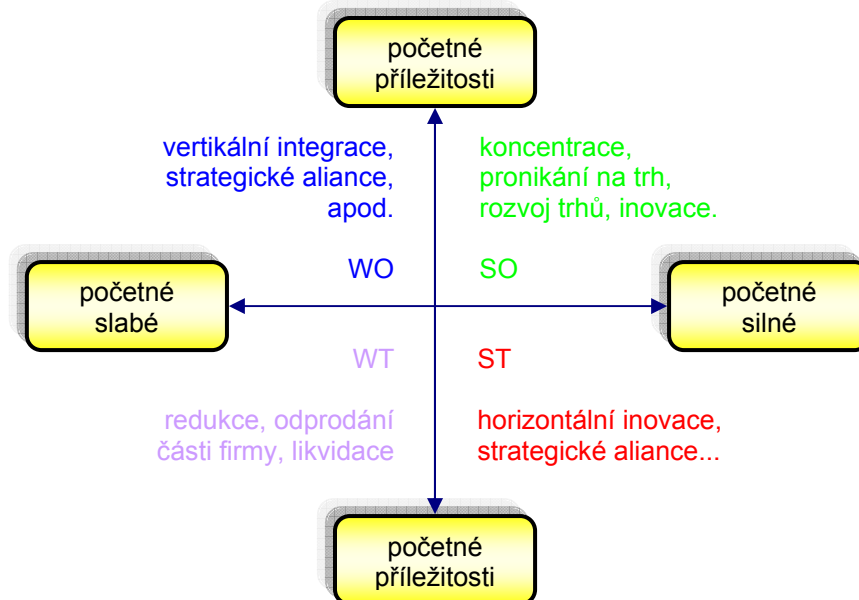 početné
příležitosti
vertikální integrace,
strategické aliance,
apod.
koncentrace,
pronikání na trh,
rozvoj trhů, inovace.
WO
SO
početné
slabé
početné
silné
WT
ST
redukce, odprodání
části firmy, likvidace
horizontální inovace,
strategické aliance...
početné
příležitosti